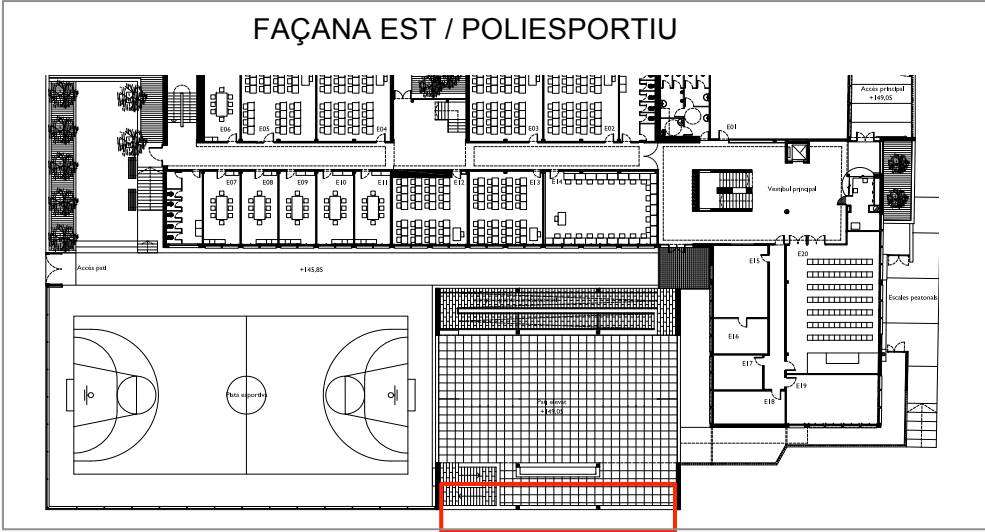 FAÇANA EST / POLIESPORTIU
Accés principal
+149,05
E06
E05
E04
E03
E02
E01
E07
E08
E09
E10
E11
E12
E13
E14
Vestíbul principal
Accés pati
+145,85
E15
E20
Escales peatonals
E16
E17
E19
E18
Pista esportiva
Pati elevat
+149,05